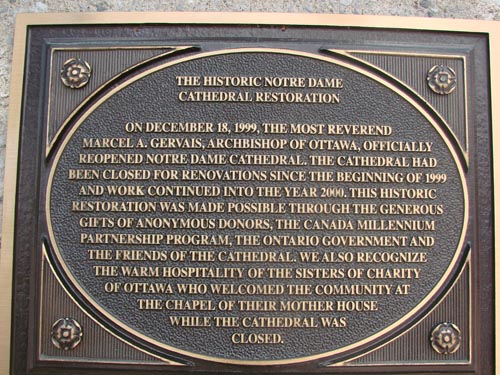 THE HISTORIC NOTRE DAME
CATHEDRAL RESTORATION
ON DECEMBER 18, 1999, THE MOST REVEREND
MARCEL A. GERVAIS, ARCHBISHOP OF OTTAWA, OFFICIALLY
REOPENED NOTRE DAME CATHEDRAL. THE CATHEDRAL HAD
BEEN CLOSED FOR RENOVATIONS SINCE THE BEGINNING OF 1999
AND WORK CONTINUED INTO THE YEAR 2000. THIS HISTORIC
RESTORATION WAS MADE POSSIBLE THROUGH THE GENEROUS
GIFTS OF ANONYMOUS DONORS, THE CANADA MILLENNIUM
PARTNERSHIP PROGRAM, THE ONTARIO GOVERNMENT AND
THE FRIENDS OF THE CATHEDRAL. WE ALSO RECOGNIZE
THE WARM HOSPITALITY OF THE SISTERS OF CHARITY
OF OTTAWA WHO WELCOMED THE COMMUNITY AT
THE CHAPEL OF THEIR MOTHER HOUSE
WHILE THE CATHEDRAL WAS
CLOSED.